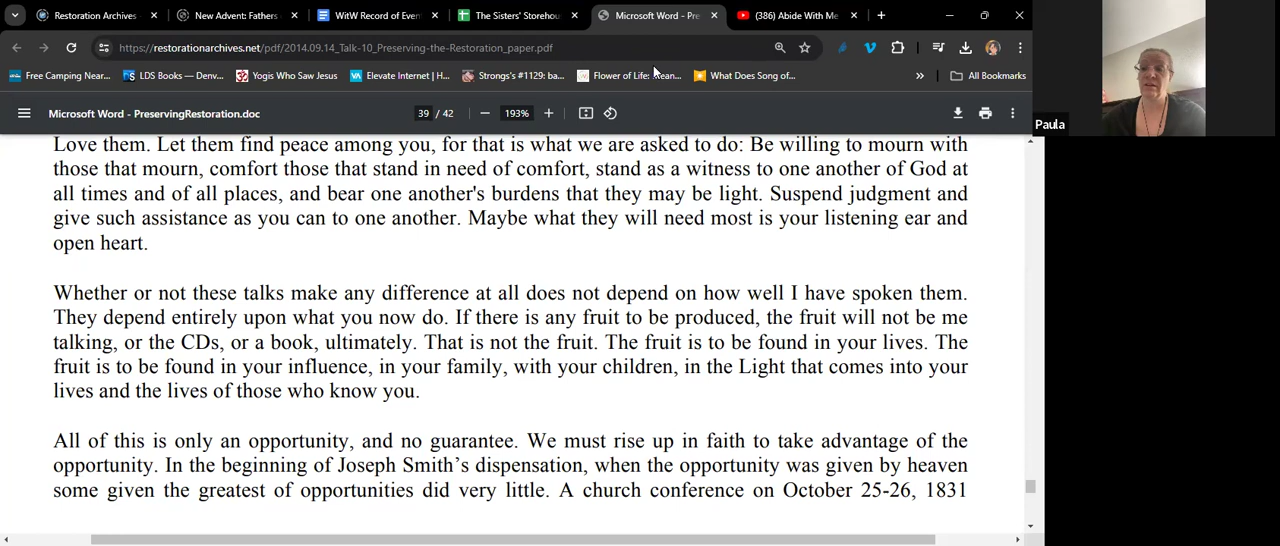 Restoration Archives -
New Advent: Fathers
WitW Record of Even
The Sisters' Storehou
Microsoft Word - Pre
(386) Abide With Me
https://restorationarchives.net/pdf/2014.09.14_Talk-10_Preserving-the-Restoration_paper.pdf
Free Camping Near...
LDS Books — Denv...
Yogis Who Saw Jesus
Elevate Internet | H...
Strong's #1129: ba...
Flower of Life: ean...
What Does Song of...
All Bookmarks
Microsoft Word - PreservingRestoration.doc
39 / 42
193%
Paula
Love them. Let them find peace among you, for that is what we are asked to do: Be willing to mourn with
those that mourn, comfort those that stand in need of comfort, stand as a witness to one another of God at
all times and of all places, and bear one another's burdens that they may be light. Suspend judgment and
give such assistance as you can to one another. Maybe what they will need most is your listening ear and
open heart.
Whether or not these talks make any difference at all does not depend on how well I have spoken them.
They depend entirely upon what you now do. If there is any fruit to be produced, the fruit will not be me
talking, or the CDs, or a book, ultimately. That is not the fruit. The fruit is to be found in your lives. The
fruit is to be found in your influence, in your family, with your children, in the Light that comes into your
lives and the lives of those who know you.
All of this is only an opportunity, and no guarantee. We must rise up in faith to take advantage of the
opportunity. In the beginning of Joseph Smith's dispensation, when the opportunity was given by heaven
some given the greatest of opportunities did very little. A church conference on October 25-26, 1831